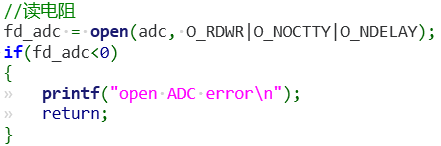 //读电阻
fd_adc = open(adc, O_RDWR|O_NOCTTY|O_NDELAY);
if(fd_adc<0)
{
    printf("open ADC error\n");
    return;
}